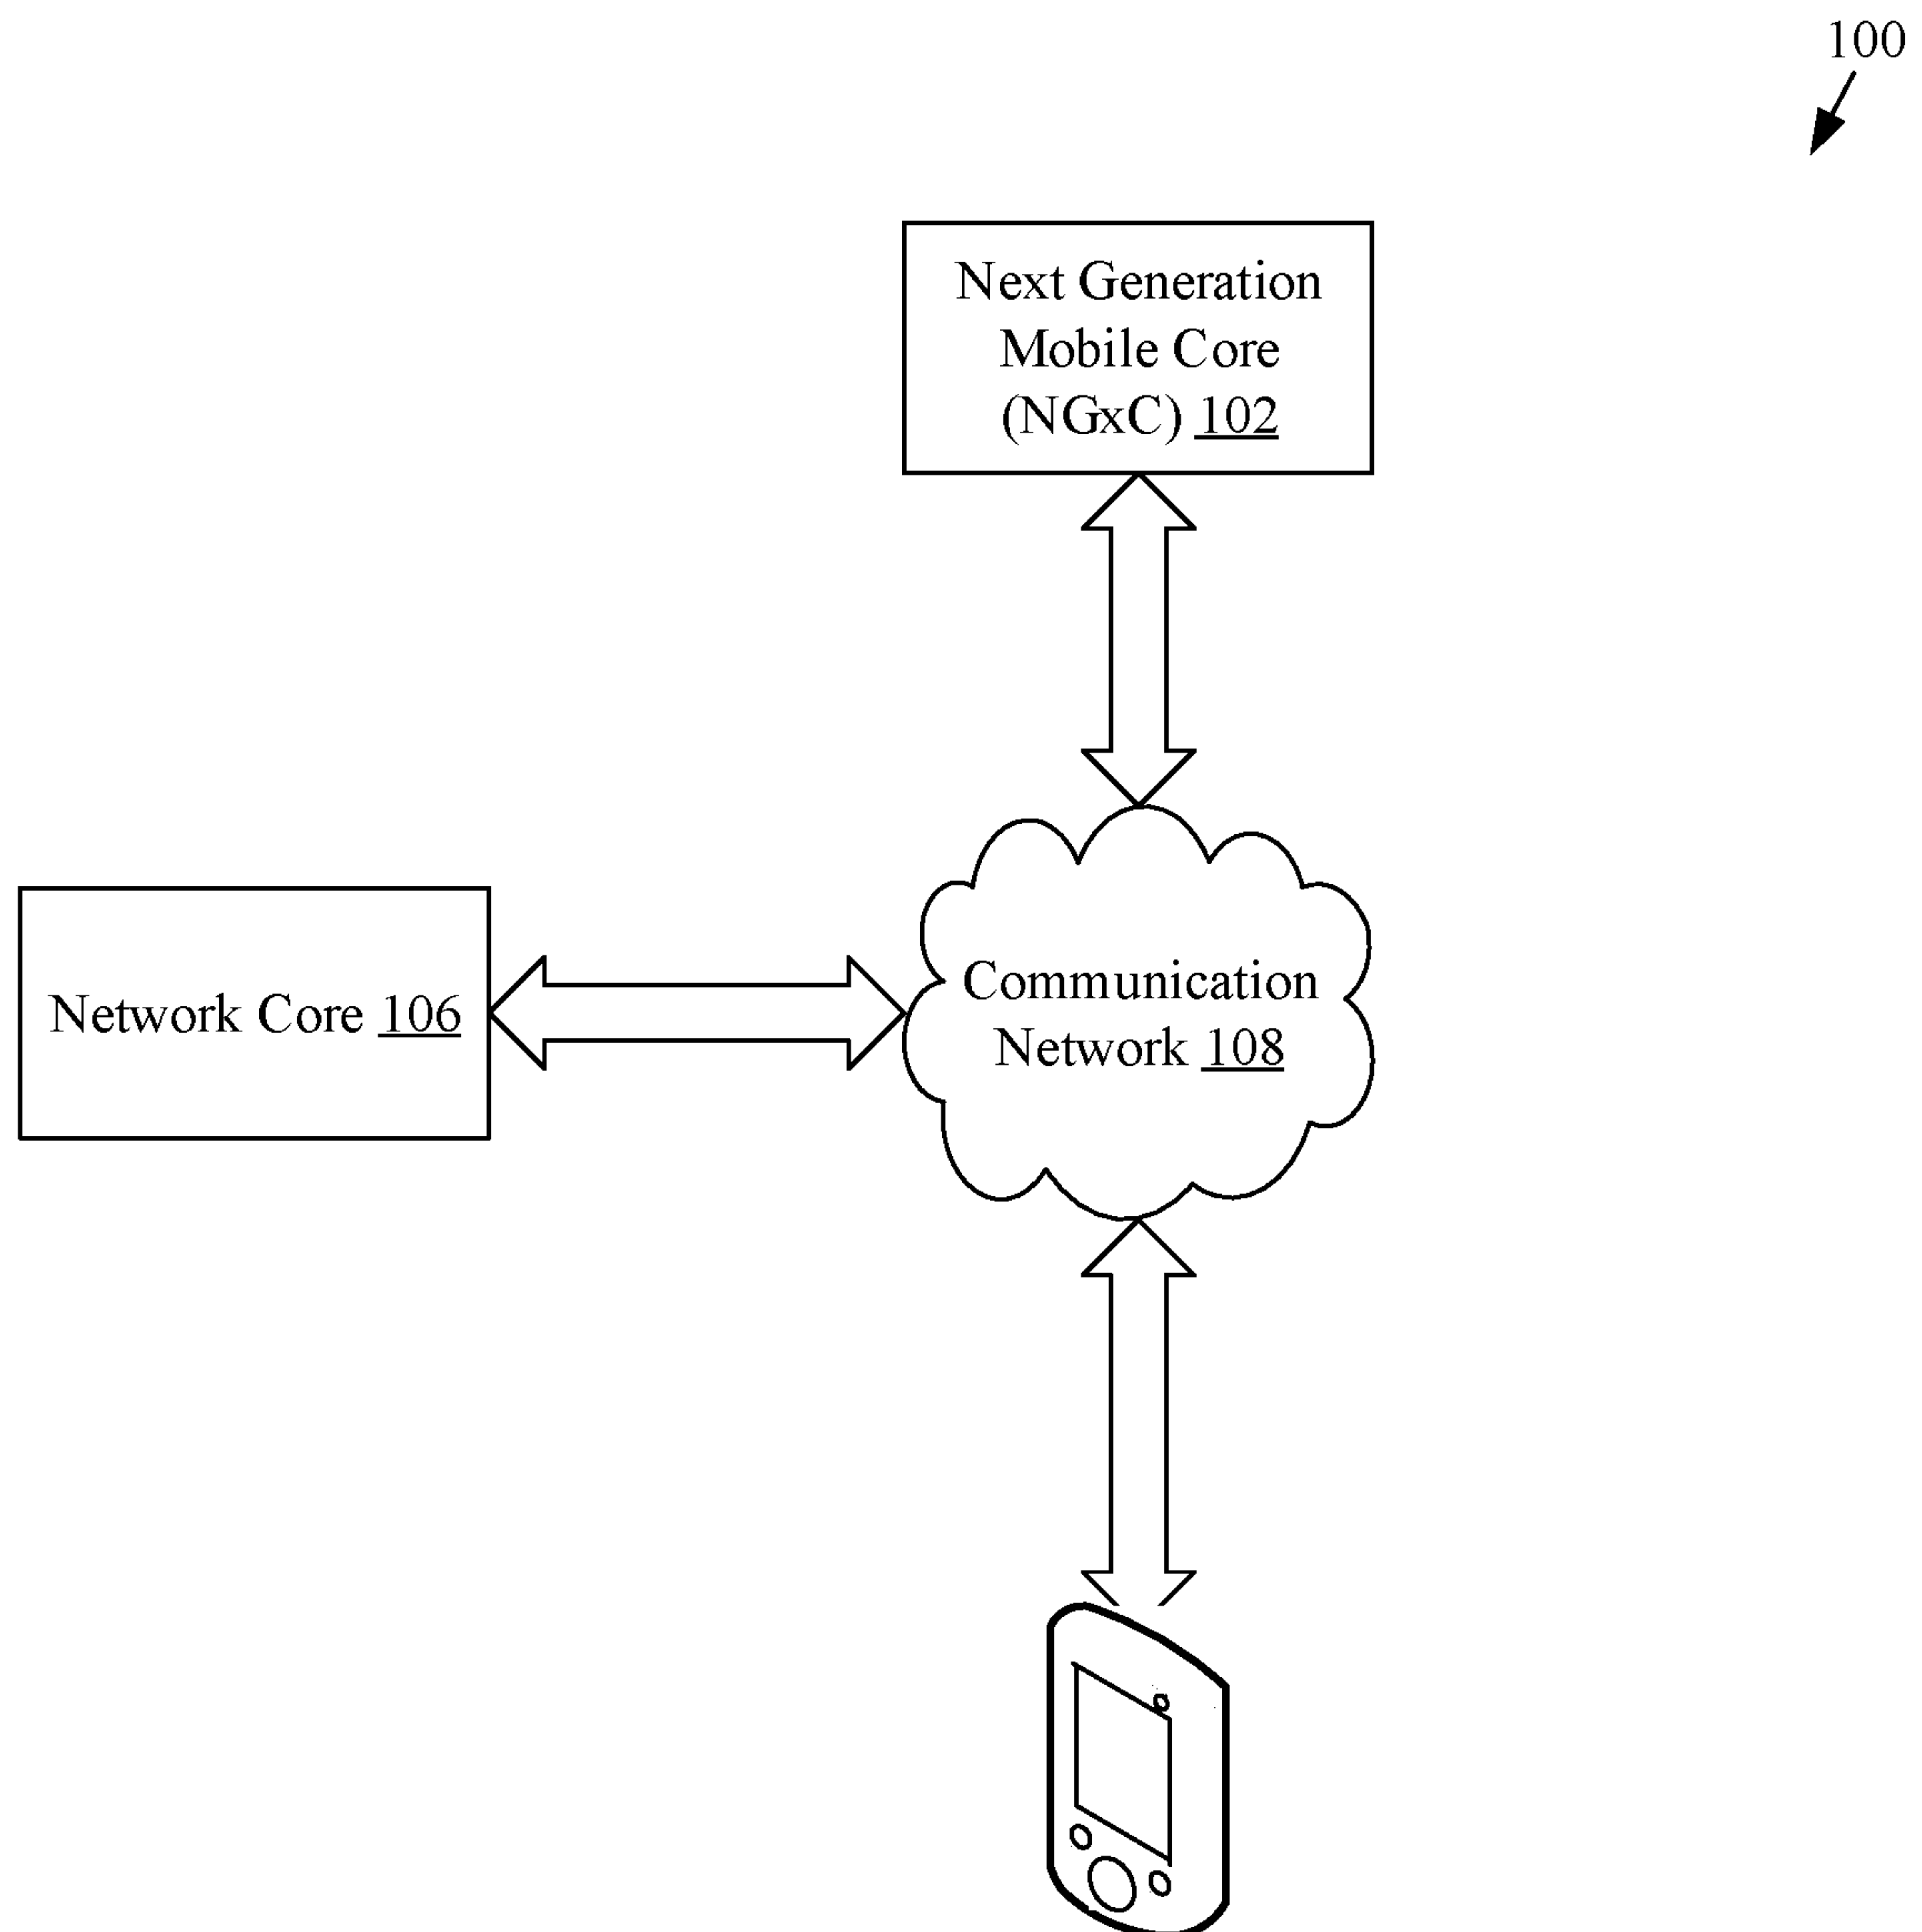 100
Next Generation
Mobile Core
(NGxC) 102
Network Core 106
Communication
Network 108